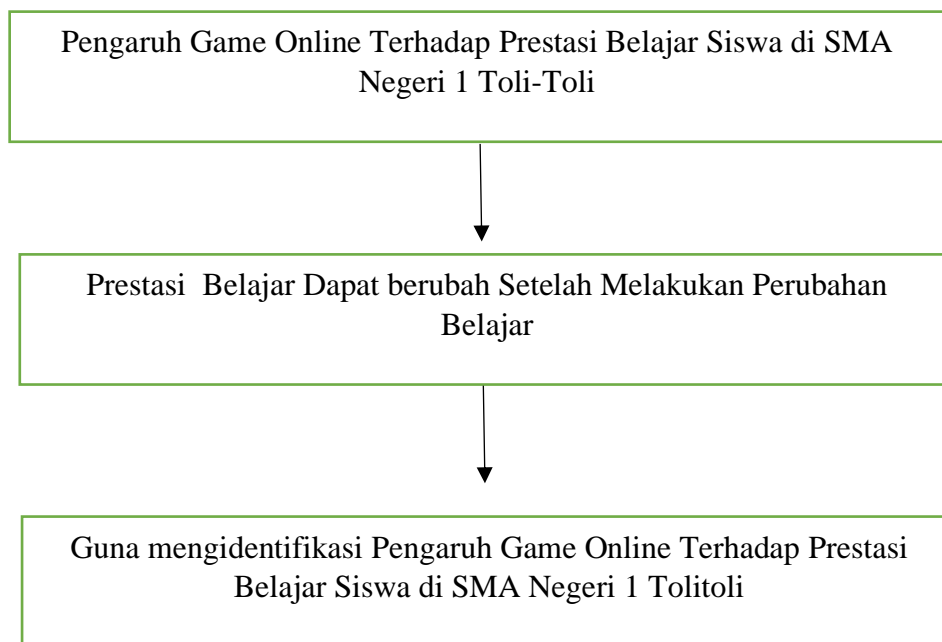 Pengaruh Game Online Terhadap Prestasi Belajar Siswa di SMA
Negeri 1 Toli-Toli
Prestasi Belajar Dapat berubah Setelah Melakukan Perubahan
Belajar
Guna mengidentifikasi Pengaruh Game Online Terhadap Prestasi
Belajar Siswa di SMA Negeri 1 Tolitoli